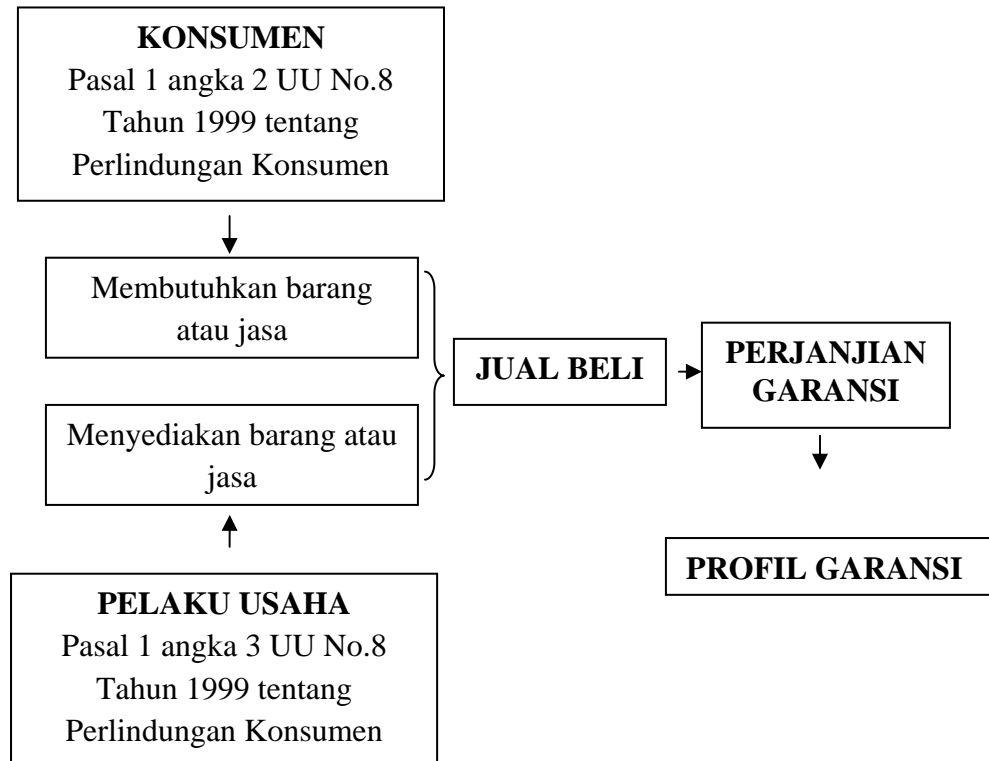 KONSUMEN
Pasal 1 angka 2 UU No.8
Tahun 1999 tentang
Perlindungan Konsumen
Membutuhkan barang
atau jasa
Menyediakan barang atau
jasa
JUAL BELI
PERJANJIAN
GARANSI
PROFIL GARANSI
PELAKU USAHA
Pasal 1 angka 3 UU No.8
Tahun 1999 tentang
Perlindungan Konsumen